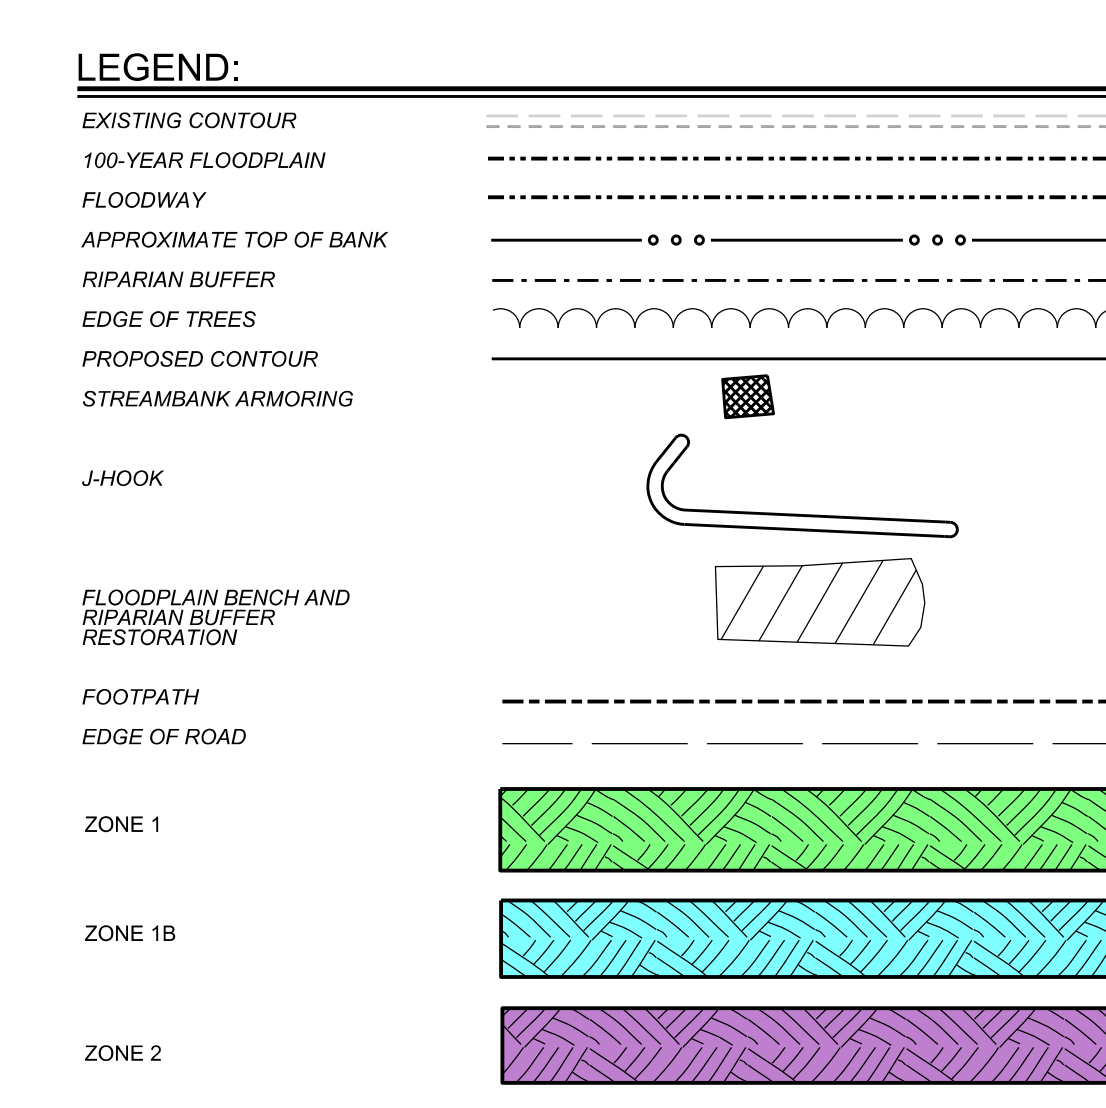 LEGEND:
EXISTING CONTOUR
100-YEAR FLOODPLAIN
FLOODWAY
APPROXIMATE TOP OF BANK
RIPARIAN BUFFER
EDGE OF TREES
PROPOSED CONTOUR
STREAMBANK ARMORING
J-HOOK
FLOODPLAIN BENCH AND
RIPARIAN BUFFER
RESTORATION
FOOTPATH
EDGE OF ROAD
ZONE 1
ZONE 1B
ZONE 2